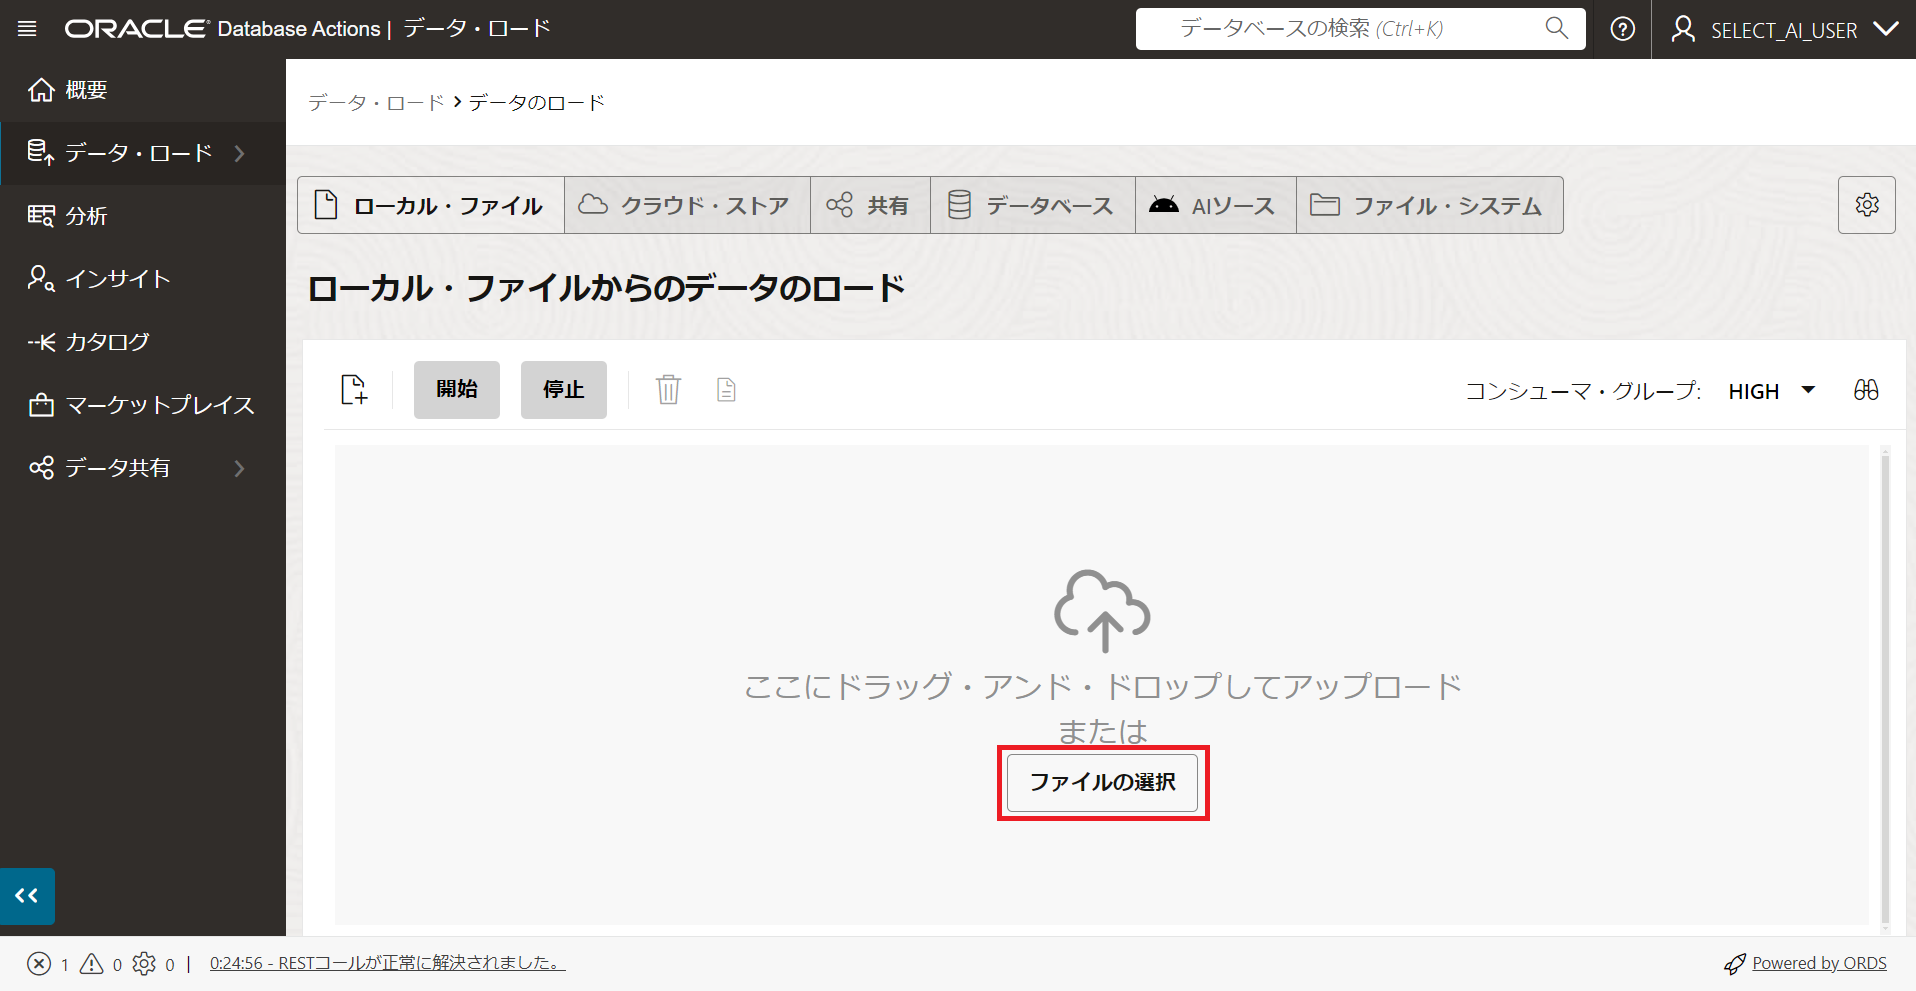 ORACLE Database Actions | データ・ロード
データベースの検索 (Ctrl+K)
SELECT_AI_USER
概要
データ・ロード
分析
インサイト
カタログ
マーケットプレイス
データ共有
データ・ロード › データのロード
ローカル・ファイル
クラウド・ストア
共有
データベース
AIソース
ファイル・システム
ローカル・ファイルからのデータのロード
開始
停止
コンシューマ・グループ: HIGH
ここにドラッグ・アンド・ドロップしてアップロード
または
ファイルの選択
1 0 0 | 0:24:56 - RESTコールが正常に解決されました。
Powered by ORDS